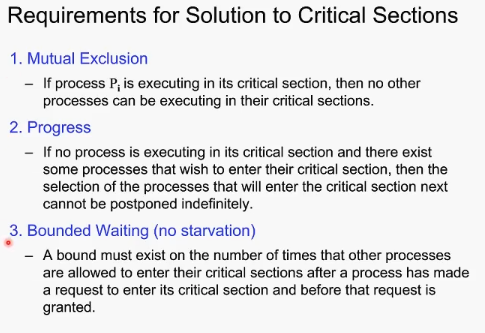 Requirements for Solution to Critical Sections
1. Mutual Exclusion
– If process Pi is executing in its critical section, then no other
processes can be executing in their critical sections.
2. Progress
– If no process is executing in its critical section and there exist
some processes that wish to enter their critical section, then the
selection of the processes that will enter the critical section next
cannot be postponed indefinitely.
3. Bounded Waiting (no starvation)
– A bound must exist on the number of times that other processes
are allowed to enter their critical sections after a process has made
a request to enter its critical section and before that request is
granted.